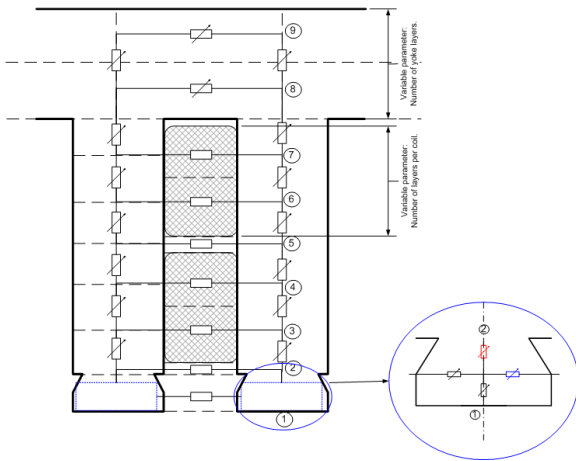 9
Variable parameter:
Number of yoke layers.
8
7
Variable parameter:
Number of layers per coil.
6
5
4
3
2
1
2
1